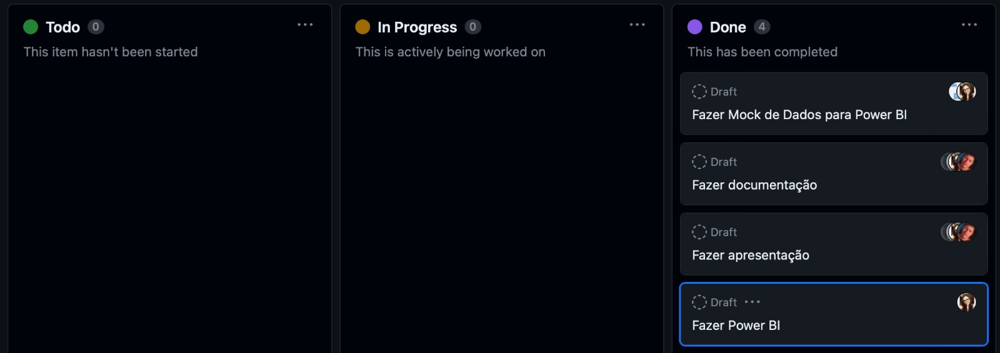 Todo 0
This item hasn't been started
In Progress 0
This is actively being worked on
Done 4
This has been completed
Draft
Fazer Mock de Dados para Power BI
Draft
Fazer documentação
Draft
Fazer apresentação
Draft
Fazer Power BI